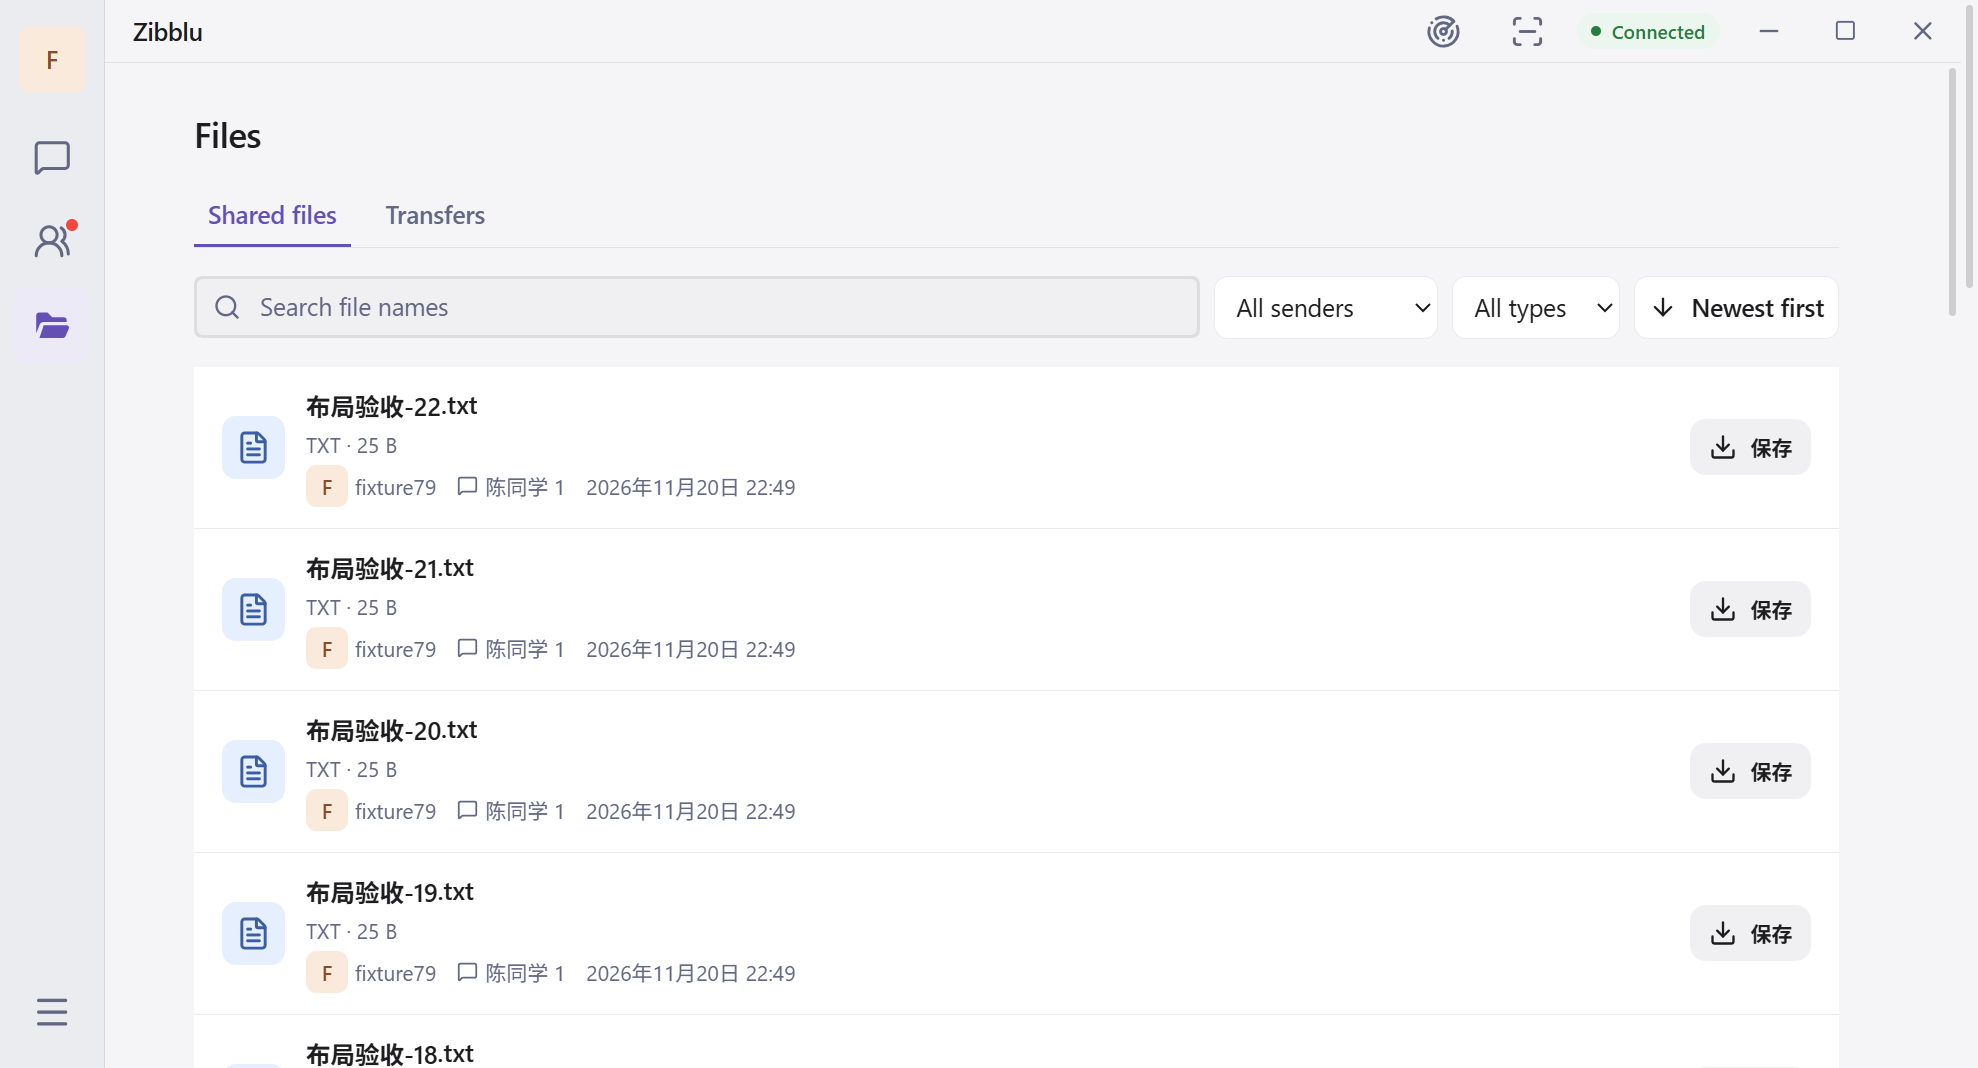 F
Zibblu
Connected
Files
Shared files
Transfers
Search file names
All senders
All types
Newest first
布局验收-22.txt
TXT · 25 B
F fixture79 陈同学 1 2026年11月20日 22:49
保存
布局验收-21.txt
TXT · 25 B
F fixture79 陈同学 1 2026年11月20日 22:49
保存
布局验收-20.txt
TXT · 25 B
F fixture79 陈同学 1 2026年11月20日 22:49
保存
布局验收-19.txt
TXT · 25 B
F fixture79 陈同学 1 2026年11月20日 22:49
保存
布局验收-18.txt